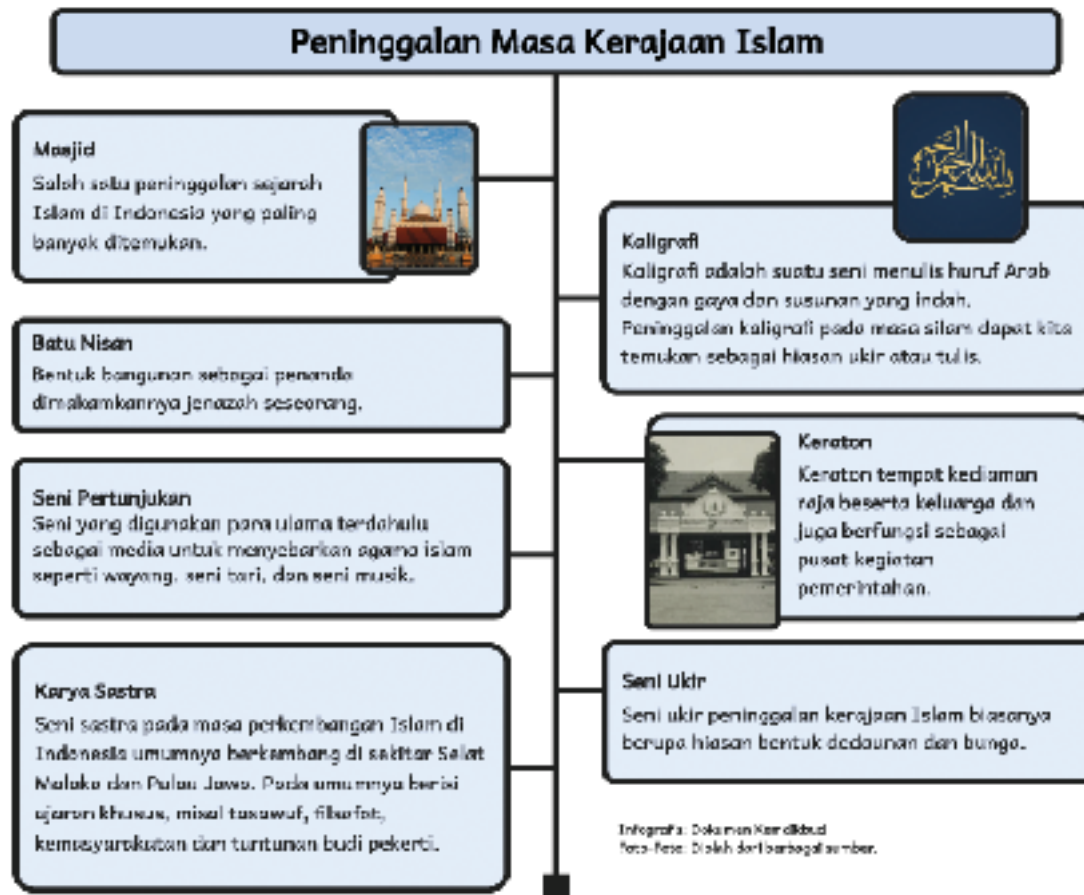 Peninggalan Masa Kerajaan Islam
Masjid
Salah satu peninggalan sejarah
Islam di Indonesia yang paling
banyak ditemukan.
Kaligrafi
Kaligrafi adalah suatu seni menulis huruf Arab
dengan gaya dan susunan yang indah.
Peninggalan kaligrafi pada masa silam dapat kita
temukan sebagai hiasan ukir atau tulis.
Batu Nisan
Bentuk bangunan sebagai penanda
dimakamkannya jenazah seseorang.
Keraton
Keraton tempat kediaman
raja beserta keluarga dan
juga berfungsi sebagai
pusat kegiatan
pemerintahan.
Seni Pertunjukan
Seni yang digunakan para ulama terdahulu
sebagai media untuk menyebarkan agama islam
seperti wayang, seni tari, dan seni musik.
Seni Ukir
Seni ukir peninggalan kerajaan Islam biasanya
berupa hiasan bentuk dedaunan dan bunga.
Karya Sastra
Seni sastra pada masa perkembangan Islam di
Indonesia umumnya berkembang di sekitar Selat
Malaka dan Pulau Jawa. Pada umumnya berisi
ajaran khusus, misal tasawuf, filsafat,
kemasyarakatan dan tuntunan budi pekerti.
Infografis: Dokumen Kemdikbud
Foto-Foto: Diolah dari berbagai sumber.